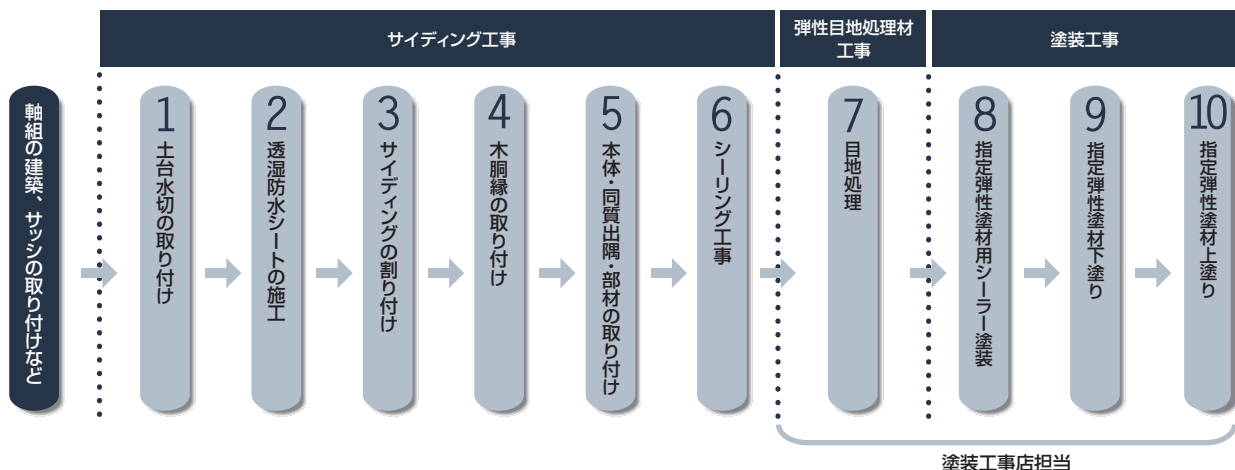 サイディング工事
弾性目地処理材
工事
塗装工事
軸組の建築、サッシの取り付けなど
1
土台水切の取り付け
2
透湿防水シートの施工
3
サイディングの割り付け
4
木胴縁の取り付け
5
本体・同質出隅・部材の取り付け
6
シーリング工事
7
目地処理
8
指定弾性塗材用シーラー塗装
9
指定弾性塗材下塗り
10
指定弾性塗材上塗り
塗装工事店担当